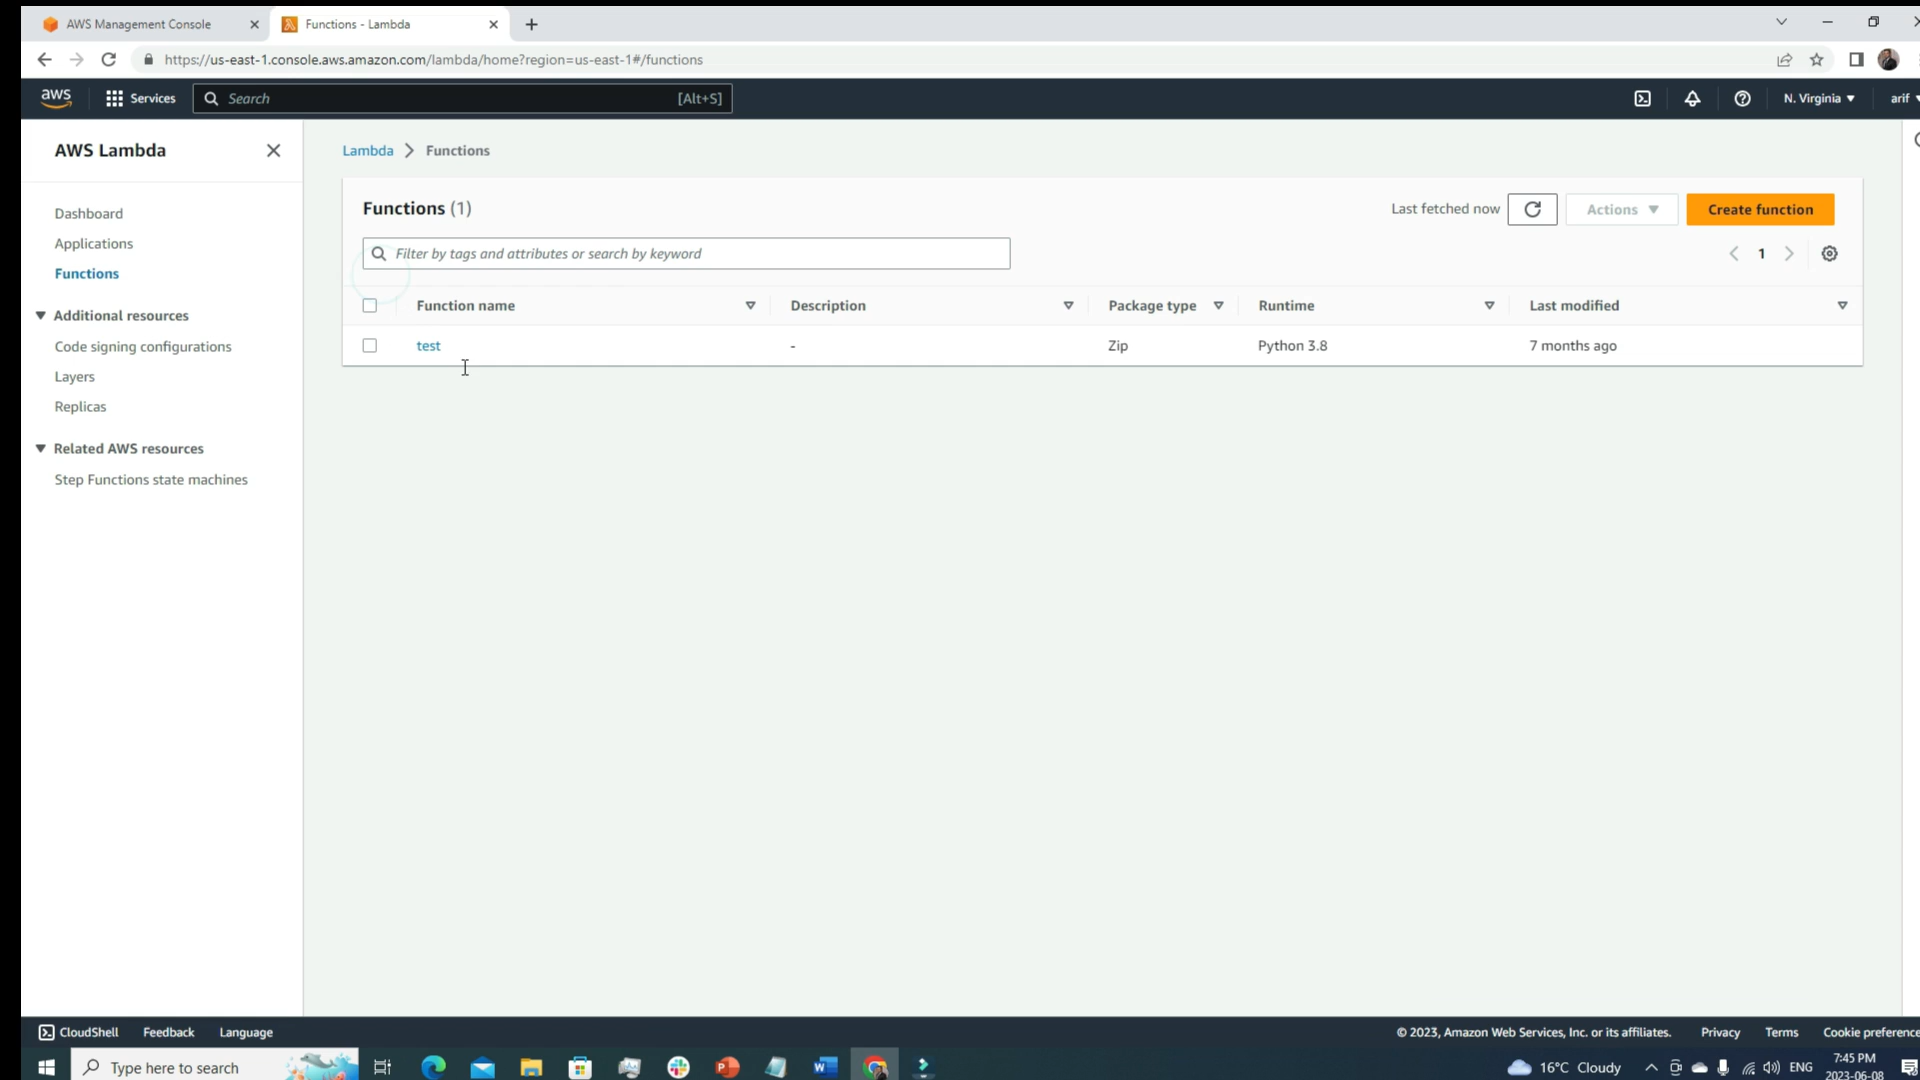 AWS Management Console
Functions - Lambda
https://us-east-1.console.aws.amazon.com/lambda/home?region=us-east-1#/functions
aws
Services
Search
[Alt+S]
N. Virginia
arif
AWS Lambda
Dashboard
Applications
Functions
Additional resources
Code signing configurations
Layers
Replicas
Related AWS resources
Step Functions state machines
Lambda > Functions
Functions (1)
Last fetched now
Actions
Create function
Filter by tags and attributes or search by keyword
1
Function name Description Package type Runtime Last modified
test - Zip Python 3.8 7 months ago
CloudShell Feedback Language
© 2023, Amazon Web Services, Inc. or its affiliates. Privacy Terms Cookie preference
Type here to search
16°C Cloudy
ENG
7:45 PM
2023-06-08